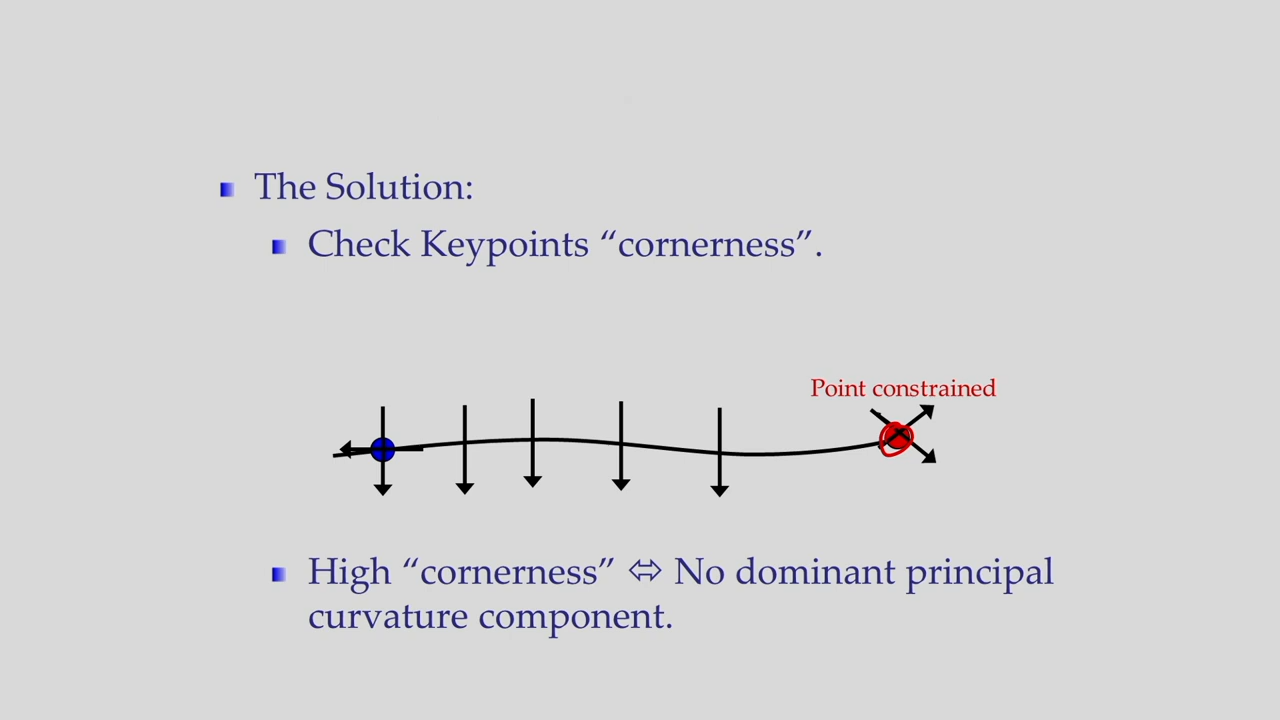 The Solution:
Check Keypoints “cornerness”.
Point constrained
High “cornerness” ⬄ No dominant principal
curvature component.